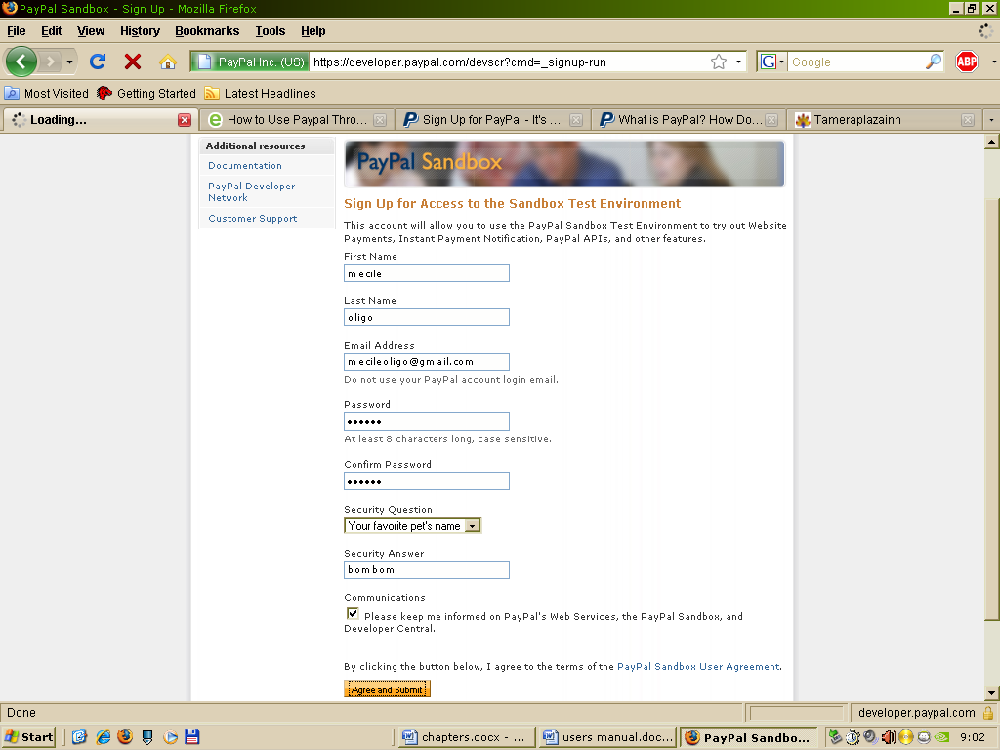 PayPal Sandbox - Sign Up - Mozilla Firefox
File Edit View History Bookmarks Tools Help
PayPal Inc. (US) https://developer.paypal.com/devscr?cmd=_signup-run
G Google ABP
Most Visited Getting Started Latest Headlines
Loading... How to Use Paypal Thro... Sign Up for PayPal - It's ... What is PayPal? How Do... Tameraplazainn
Additional resources
Documentation
PayPal Developer
Network
Customer Support
PayPal Sandbox
Sign Up for Access to the Sandbox Test Environment
This account will allow you to use the PayPal Sandbox Test Environment to try out Website
Payments, Instant Payment Notification, PayPal APIs, and other features.
First Name
mecile
Last Name
oligo
Email Address
mecileoligo@gmail.com
Do not use your PayPal account login email.
Password
••••••
At least 8 characters long, case sensitive.
Confirm Password
••••••
Security Question
Your favorite pet's name
Security Answer
bombom
Communications
Please keep me informed on PayPal's Web Services, the PayPal Sandbox, and
Developer Central.
By clicking the button below, I agree to the terms of the PayPal Sandbox User Agreement.
Agree and Submit
Done developer.paypal.com
Start chapters.docx - ... users manual.doc... PayPal Sandbo... 9:02